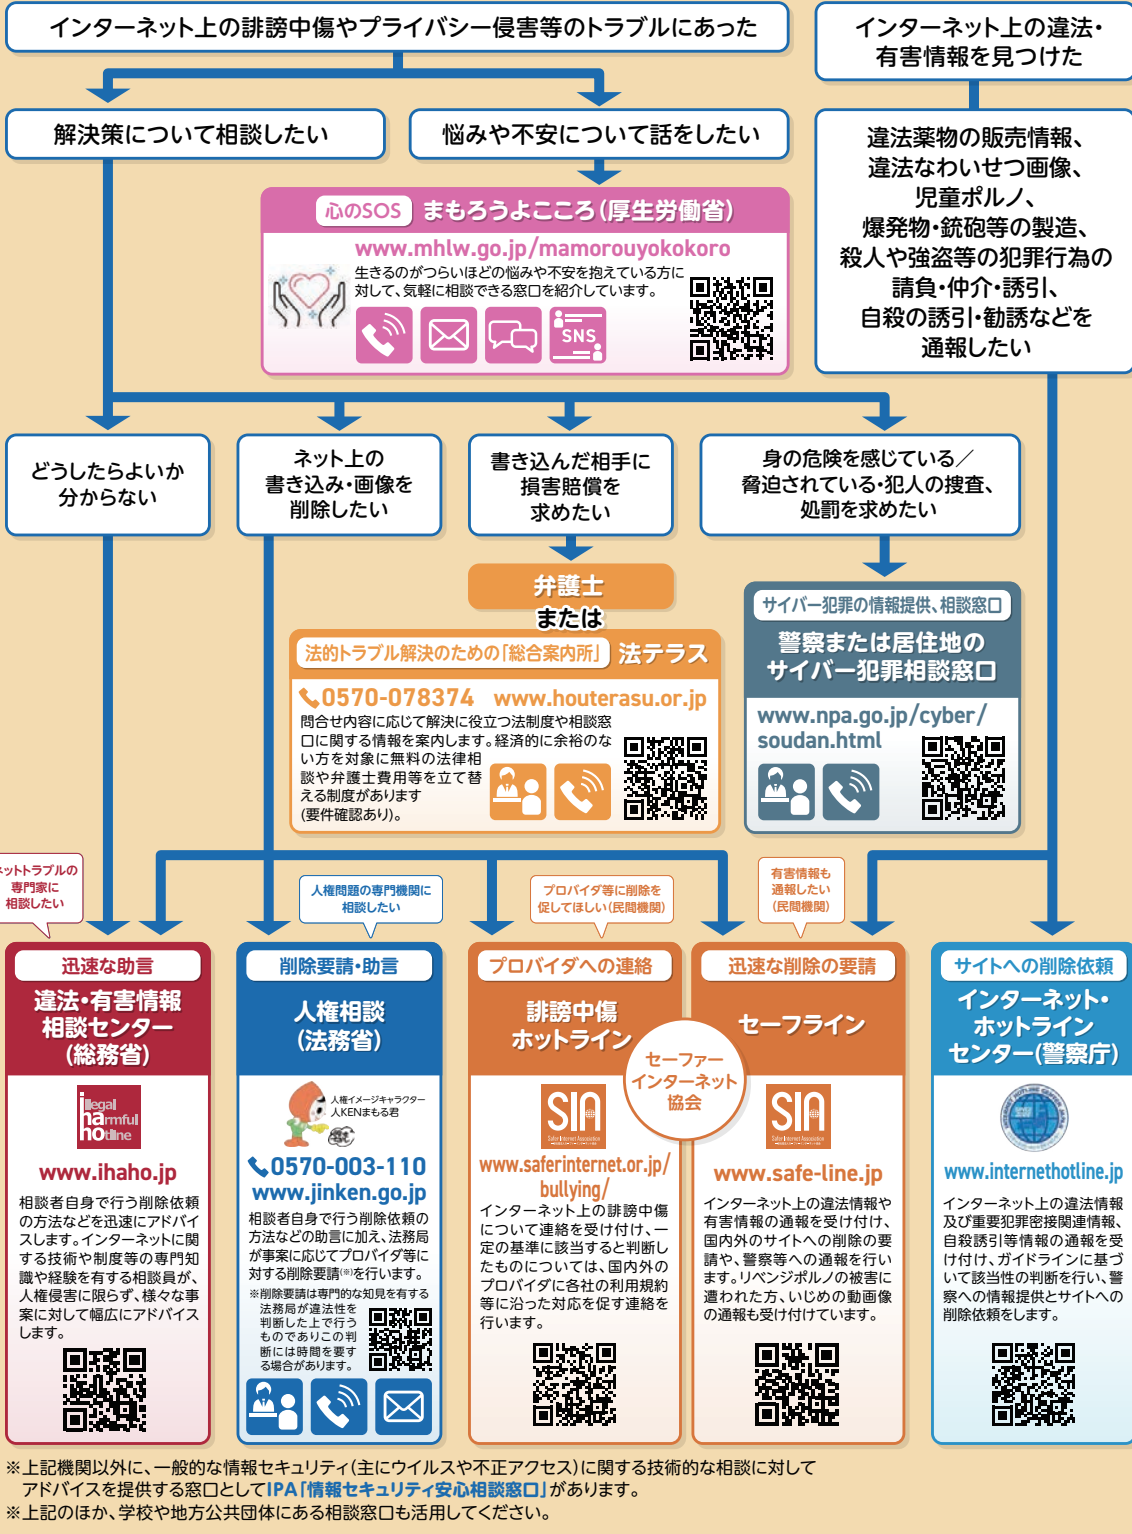 インターネット上の誹謗中傷やプライバシー侵害等のトラブルにあった
インターネット上の違法・
有害情報を見つけた
解決策について相談したい
悩みや不安について話をしたい
違法薬物の販売情報、
違法なわいせつ画像、
児童ポルノ、
爆発物・銃砲等の製造、
殺人や強盗等の犯罪行為の
請負・仲介・誘引、
自殺の誘引・勧誘などを
通報したい
心のSOS まもろうよこころ(厚生労働省)
www.mhlw.go.jp/mamorouyokokoro
生きるのがつらいほどの悩みや不安を抱えている方に
対して、気軽に相談できる窓口を紹介しています。
SNS
どうしたらよいか
分からない
ネット上の
書き込み・画像を
削除したい
書き込んだ相手に
損害賠償を
求めたい
身の危険を感じている／
脅迫されている・犯人の捜査、
処罰を求めたい
弁護士
または
法的トラブル解決のための「総合案内所」 法テラス
0570-078374 www.houterasu.or.jp
問合せ内容に応じて解決に役立つ法制度や相談窓
口に関する情報を案内します。経済的に余裕のな
い方を対象に無料の法律相
談や弁護士費用等を立て替
える制度があります
(要件確認あり)。
サイバー犯罪の情報提供、相談窓口
警察または居住地の
サイバー犯罪相談窓口
www.npa.go.jp/cyber/
soudan.html
ネットトラブルの
専門家に
相談したい
人権問題の専門機関に
相談したい
プロバイダ等に削除を
促してほしい(民間機関)
有害情報も
通報したい
(民間機関)
迅速な助言
違法・有害情報
相談センター
(総務省)
illegal
harmful
hotline
www.ihaho.jp
相談者自身で行う削除依頼
の方法などを迅速にアドバイ
スします。インターネットに関
する技術や制度等の専門知
識や経験を有する相談員が、
人権侵害に限らず、様々な事
案に対して幅広にアドバイス
します。
削除要請・助言
人権相談
(法務省)
人権イメージキャラクター
人KENまもる君
0570-003-110
www.jinken.go.jp
相談者自身で行う削除依頼の
方法などの助言に加え、法務局
が事案に応じてプロバイダ等に
対する削除要請(※)を行います。
※削除要請は専門的な知見を有する
法務局が違法性を
判断した上で行う
ものでありこの判
断には時間を要す
る場合があります。
プロバイダへの連絡
誹謗中傷
ホットライン
セーファー
インターネット
協会
SIA
Safer Internet Association
www.saferinternet.or.jp/
bullying/
インターネット上の誹謗中傷
について連絡を受け付け、一
定の基準に該当すると判断し
たものについては、国内外の
プロバイダに各社の利用規約
等に沿った対応を促す連絡を
行います。
迅速な削除の要請
セーフライン
SIA
Safer Internet Association
www.safe-line.jp
インターネット上の違法情報や
有害情報の通報を受け付け、
国内外のサイトへの削除の要
請や、警察等への通報を行い
ます。リベンジポルノの被害に
遭われた方、いじめの動画像
の通報も受け付けています。
サイトへの削除依頼
インターネット・
ホットライン
センター(警察庁)
www.internethotline.jp
インターネット上の違法情報
及び重要犯罪密接関連情報、
自殺誘引等情報の通報を受
け付け、ガイドラインに基づ
いて該当性の判断を行い、警
察への情報提供とサイトへの
削除依頼をします。
※上記機関以外に、一般的な情報セキュリティ(主にウイルスや不正アクセス)に関する技術的な相談に対して
アドバイスを提供する窓口としてIPA「情報セキュリティ安心相談窓口」があります。
※上記のほか、学校や地方公共団体にある相談窓口も活用してください。